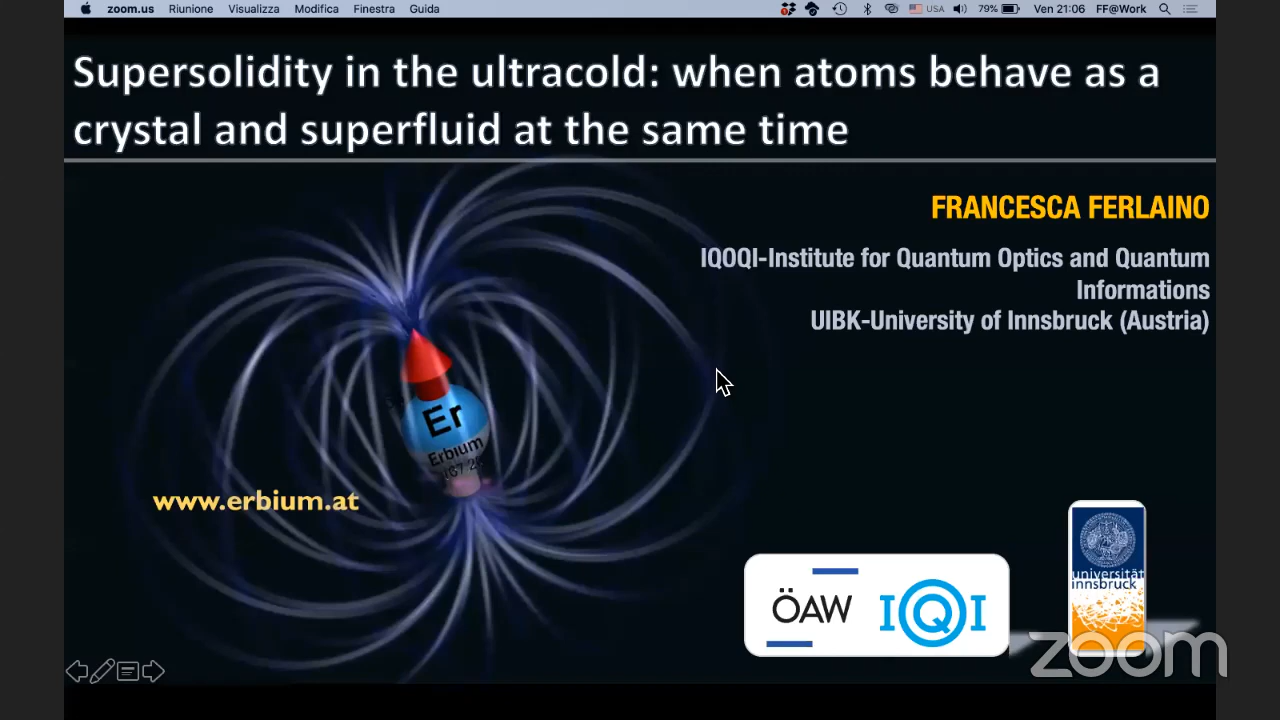 zoom.us Riunione Visualizza Modifica Finestra Guida USA 79% Ven 21:06 FF@Work
Supersolidity in the ultracold: when atoms behave as a
crystal and superfluid at the same time
FRANCESCA FERLAINO
IQOQI-Institute for Quantum Optics and Quantum
Informations
UIBK-University of Innsbruck (Austria)
Er
Erbium
www.erbium.at
ÖAW IQI
universität
innsbruck
zoom